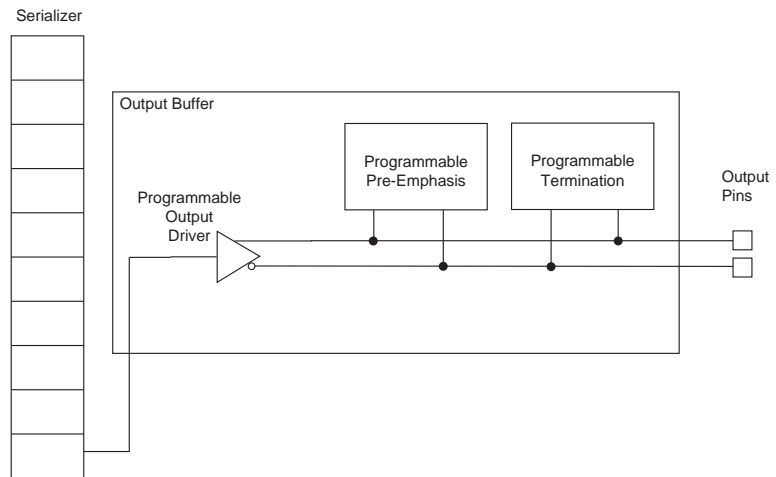 Serializer
Output Buffer
Programmable
Pre-Emphasis
Programmable
Termination
Output
Pins
Programmable
Output
Driver